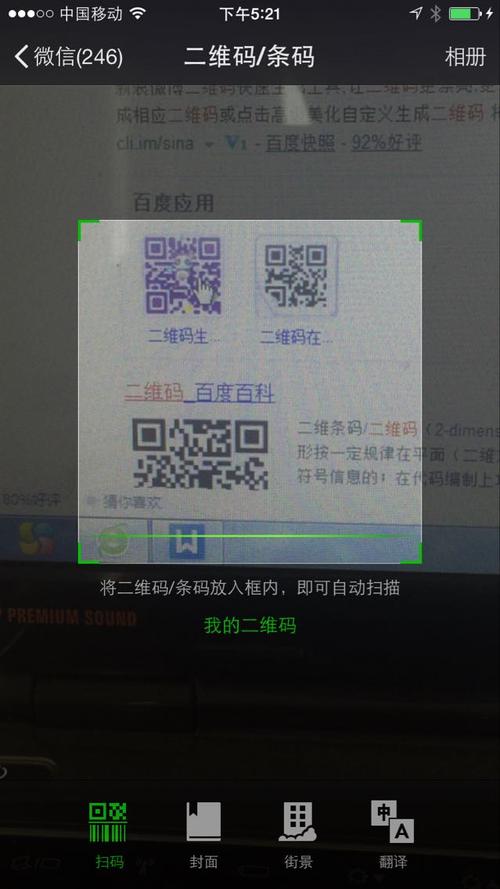 中国移动 下午5:21
微信(246) 二维码/条码 相册
成相应二维码或点击高 美化自定义生成二维码
cli.im/sina V1 - 百度快照 - 92%好评
百度应用
二维码生... 二维码在...
二维码_百度百科
二维条码/二维码（2-dimens
形按一定规律在平面（二维
符号信息的；在代码编制上
80%好评 猜你喜欢
W
将二维码/条码放入框内，即可自动扫描
PREMIUM SOUND
我的二维码
中 A
扫码 封面 街景 翻译